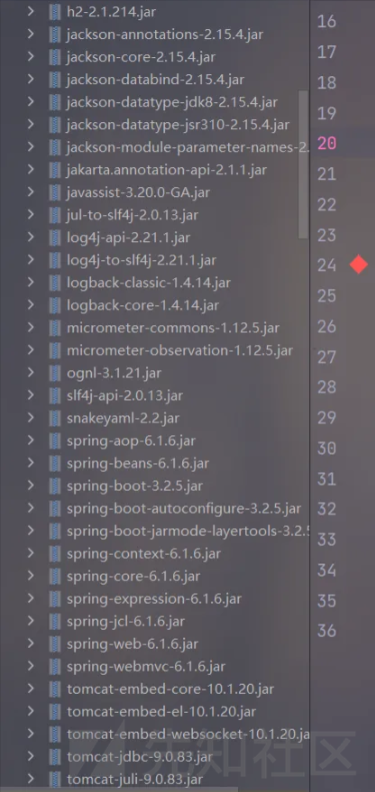 h2-2.1.214.jar
jackson-annotations-2.15.4.jar
16
jackson-core-2.15.4.jar
17
jackson-databind-2.15.4.jar
18
jackson-datatype-jdk8-2.15.4.jar
jackson-datatype-jsr310-2.15.4.jar
19
jackson-module-parameter-names-2.
20
jakarta.annotation-api-2.1.1.jar
21
javassist-3.20.0-GA.jar
22
jul-to-slf4j-2.0.13.jar
log4j-api-2.21.1.jar
23
log4j-to-slf4j-2.21.1.jar
24
logback-classic-1.4.14.jar
25
logback-core-1.4.14.jar
micrometer-commons-1.12.5.jar
26
micrometer-observation-1.12.5.jar
27
ognl-3.1.21.jar
28
slf4j-api-2.0.13.jar
snakeyaml-2.2.jar
29
spring-aop-6.1.6.jar
30
spring-beans-6.1.6.jar
spring-boot-3.2.5.jar
31
spring-boot-autoconfigure-3.2.5.jar
32
spring-boot-jarmode-layertools-3.2.5
33
spring-context-6.1.6.jar
spring-core-6.1.6.jar
34
spring-expression-6.1.6.jar
35
spring-jcl-6.1.6.jar
36
spring-web-6.1.6.jar
spring-webmvc-6.1.6.jar
tomcat-embed-core-10.1.20.jar
tomcat-embed-el-10.1.20.jar
tomcat-embed-websocket-10.1.20.ja
tomcat-jdbc-9.0.83.jar
tomcat-juli-9.0.83.jar
先知社区